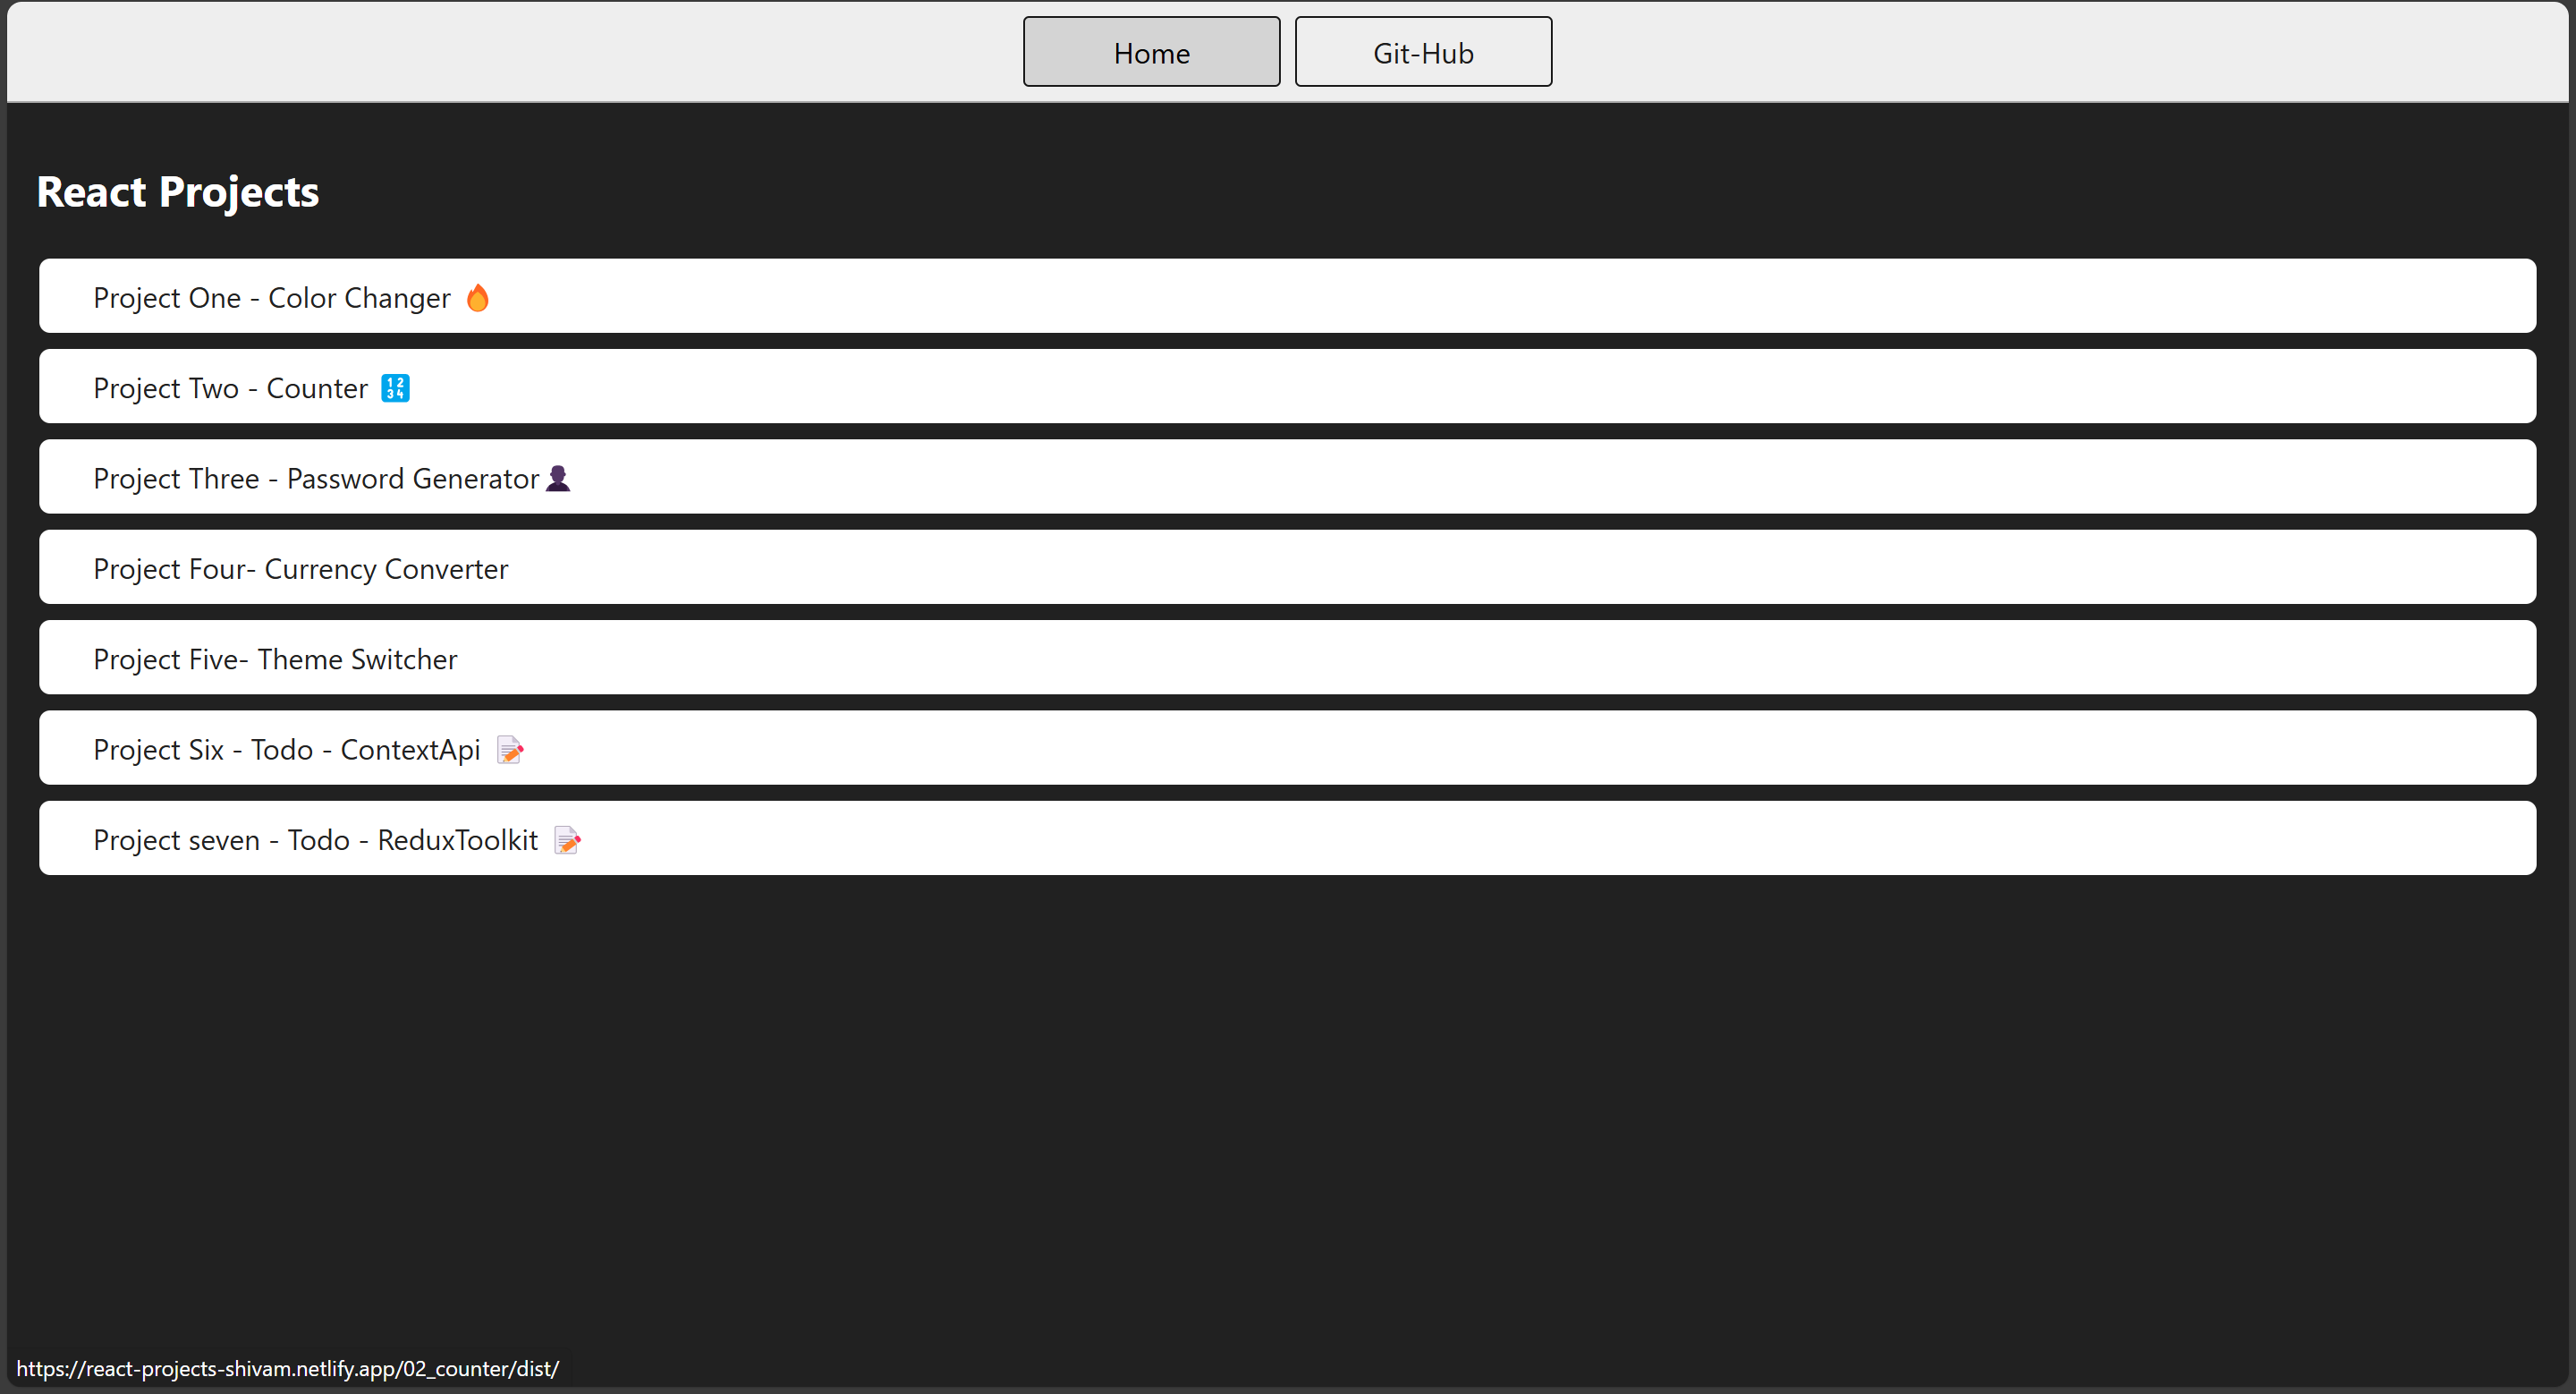 Home Git-Hub
React Projects
Project One - Color Changer 🔥
Project Two - Counter 🔢
Project Three - Password Generator👤
Project Four- Currency Converter
Project Five- Theme Switcher
Project Six - Todo - ContextApi 📝
Project seven - Todo - ReduxToolkit 📝
https://react-projects-shivam.netlify.app/02_counter/dist/